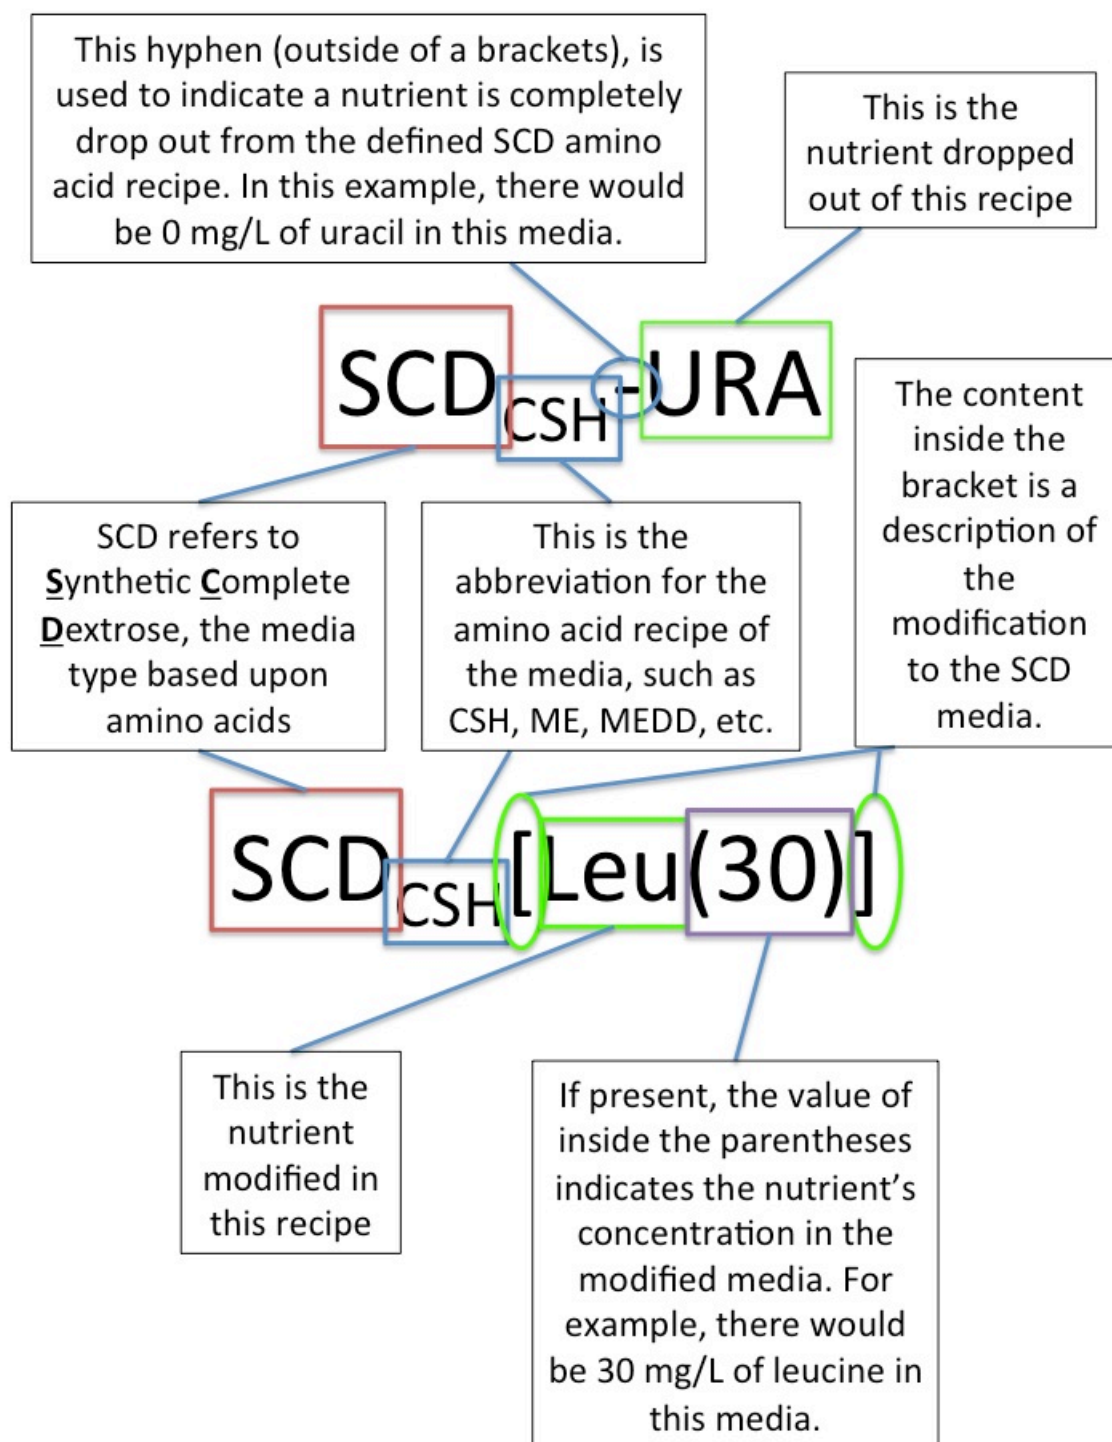 This hyphen (outside of a brackets), is
used to indicate a nutrient is completely
drop out from the defined SCD amino
acid recipe. In this example, there would
be 0 mg/L of uracil in this media.
This is the
nutrient dropped
out of this recipe
SCD CSH -URA
The content
inside the
bracket is a
description of
the
modification
to the SCD
media.
SCD refers to
Synthetic Complete
Dextrose, the media
type based upon
amino acids
This is the
abbreviation for the
amino acid recipe of
the media, such as
CSH, ME, MEDD, etc.
SCD CSH [Leu(30)]
This is the
nutrient
modified in
this recipe
If present, the value of
inside the parentheses
indicates the nutrient’s
concentration in the
modified media. For
example, there would
be 30 mg/L of leucine in
this media.